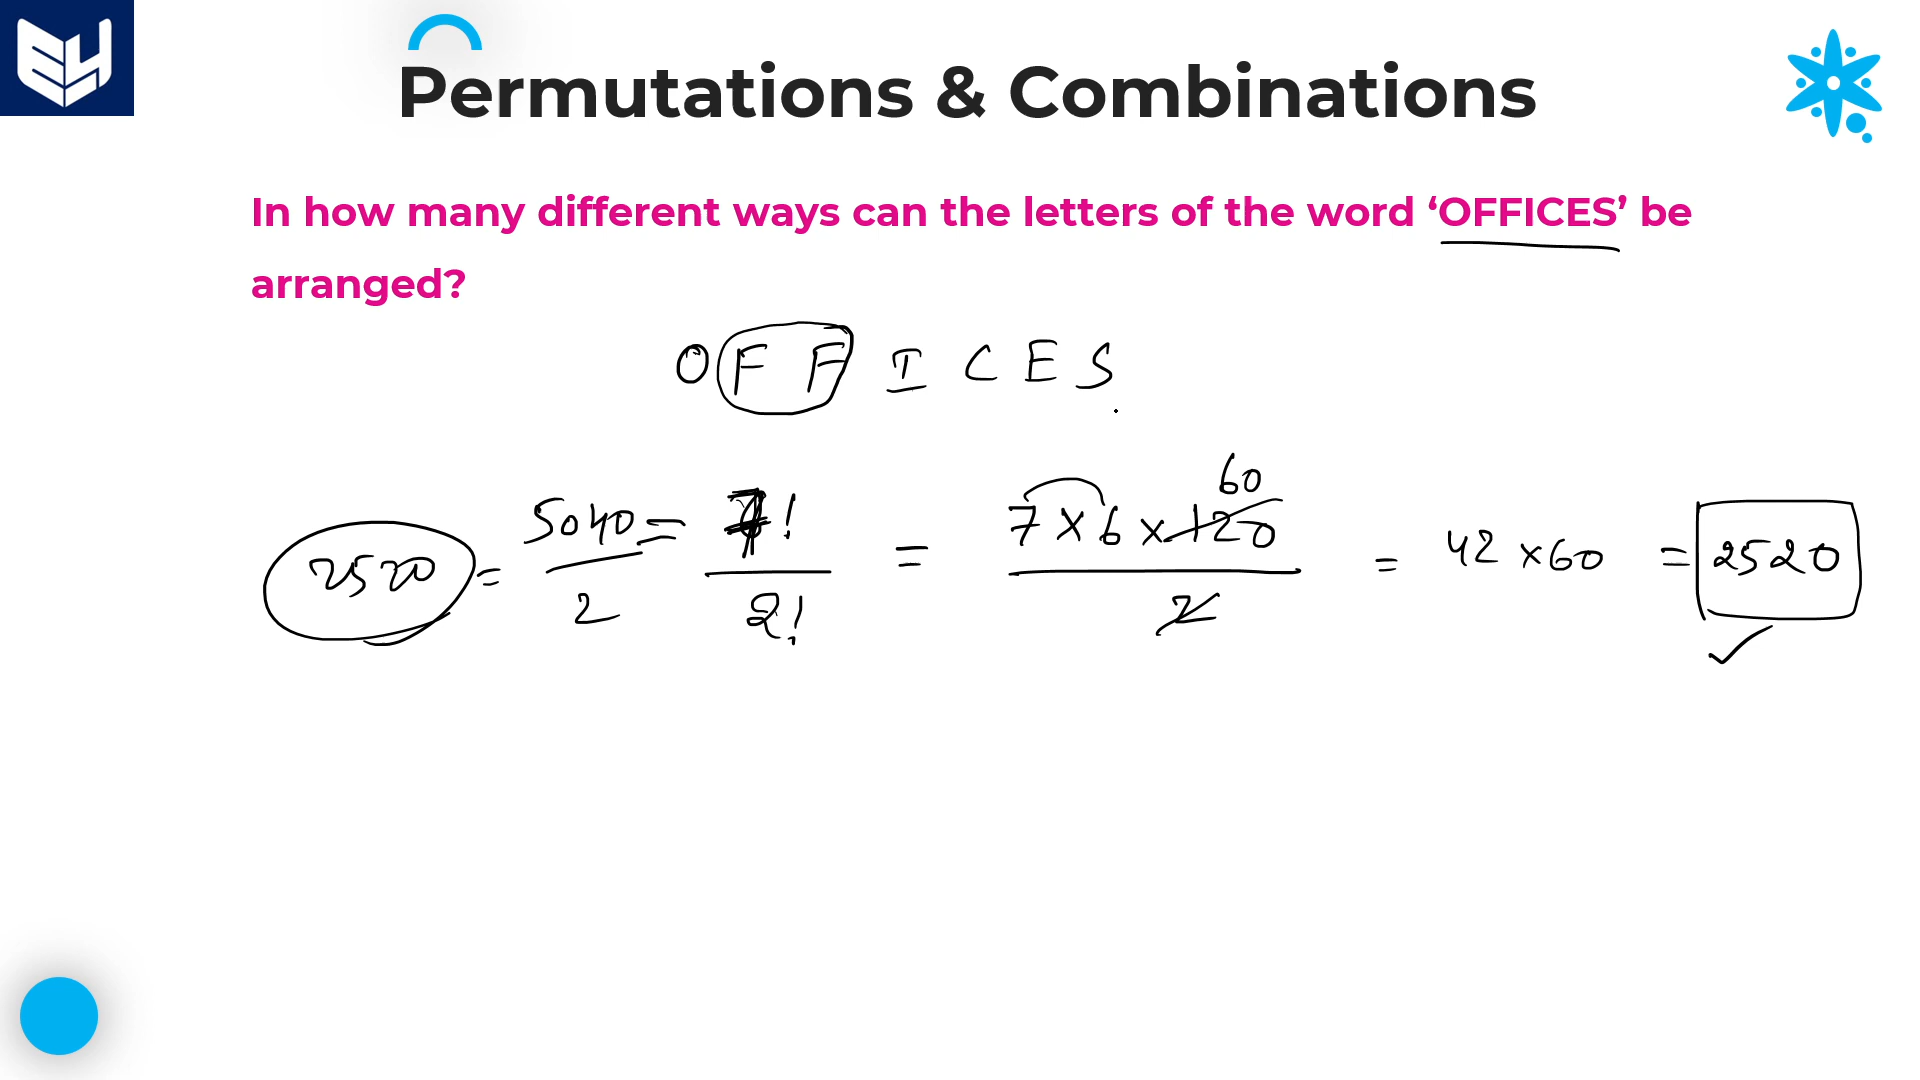 EY
Permutations & Combinations
In how many different ways can the letters of the word ‘OFFICES’ be
arranged?
O F F I C E S
2520 = 5040/2 = 7!/2! = 7 × 6 × 120/2 = 42 × 60 = 2520
60